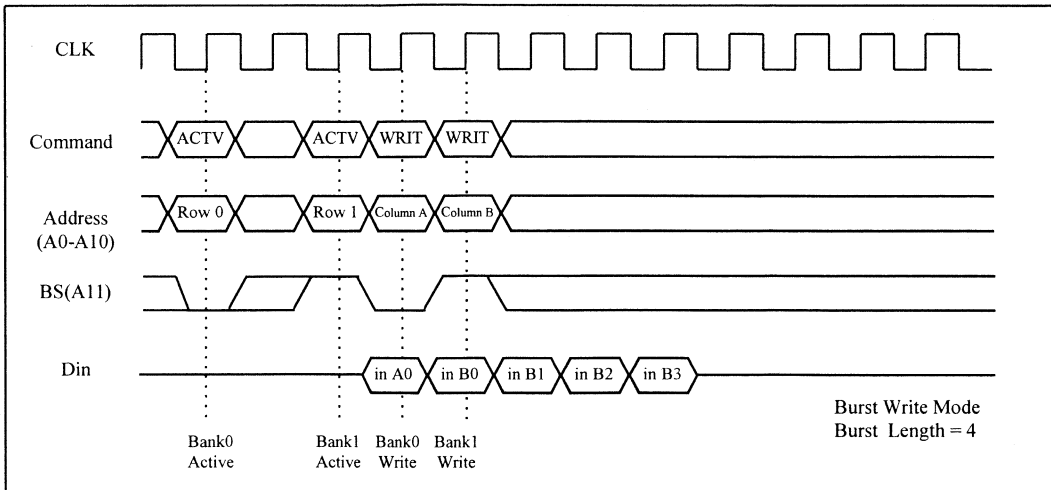 CLK
Command ACTV ACTV WRIT WRIT
Address Row 0 Row 1 Column A Column B
(A0-A10)
BS(A11)
Din in A0 in B0 in B1 in B2 in B3
Burst Write Mode
Burst Length = 4
Bank0 Bank1 Bank0 Bank1
Active Active Write Write